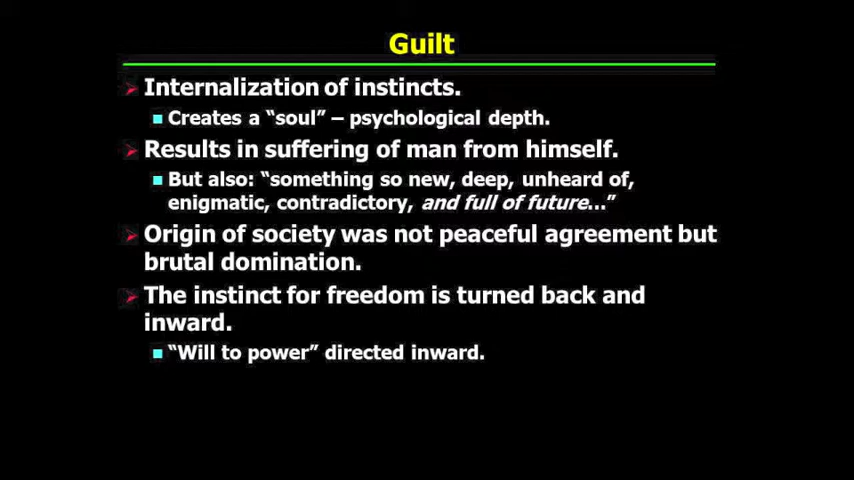 Guilt
Internalization of instincts.
Creates a “soul” – psychological depth.
Results in suffering of man from himself.
But also: “something so new, deep, unheard of,
enigmatic, contradictory, and full of future…”
Origin of society was not peaceful agreement but
brutal domination.
The instinct for freedom is turned back and
inward.
“Will to power” directed inward.